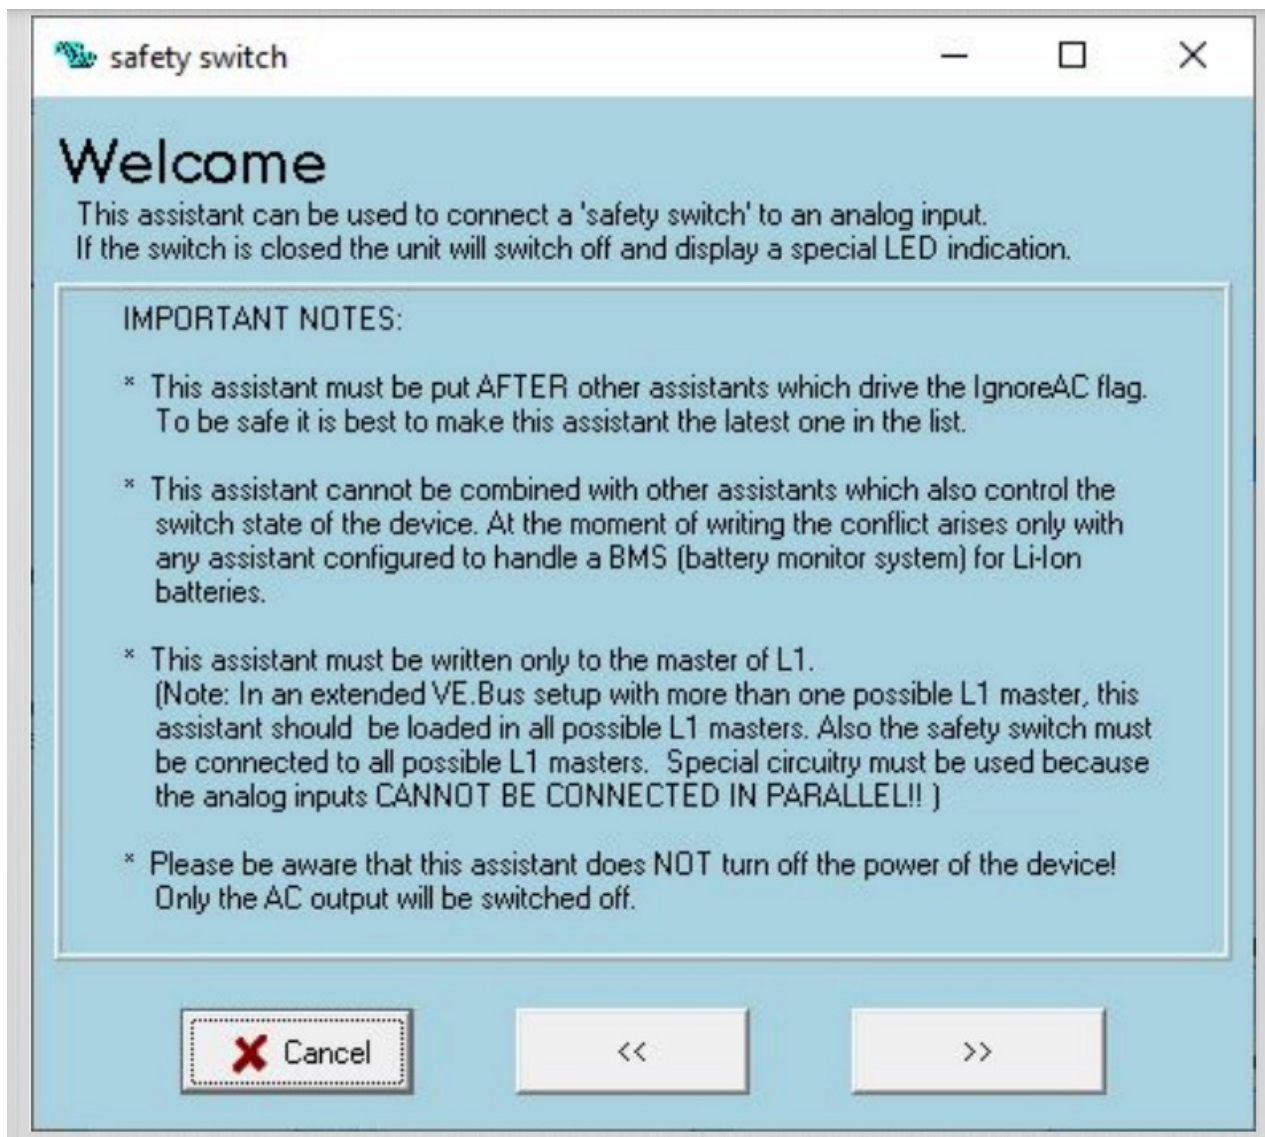 safety switch
Welcome
This assistant can be used to connect a 'safety switch' to an analog input.
If the switch is closed the unit will switch off and display a special LED indication.
IMPORTANT NOTES:
* This assistant must be put AFTER other assistants which drive the IgnoreAC flag.
To be safe it is best to make this assistant the latest one in the list.
* This assistant cannot be combined with other assistants which also control the
switch state of the device. At the moment of writing the conflict arises only with
any assistant configured to handle a BMS (battery monitor system) for Li-Ion
batteries.
* This assistant must be written only to the master of L1.
(Note: In an extended VE.Bus setup with more than one possible L1 master, this
assistant should  be loaded in all possible L1 masters. Also the safety switch must
be connected to all possible L1 masters.  Special circuitry must be used because
the analog inputs CANNOT BE CONNECTED IN PARALLEL!! )
* Please be aware that this assistant does NOT turn off the power of the device!
Only the AC output will be switched off.
Cancel
<<
>>